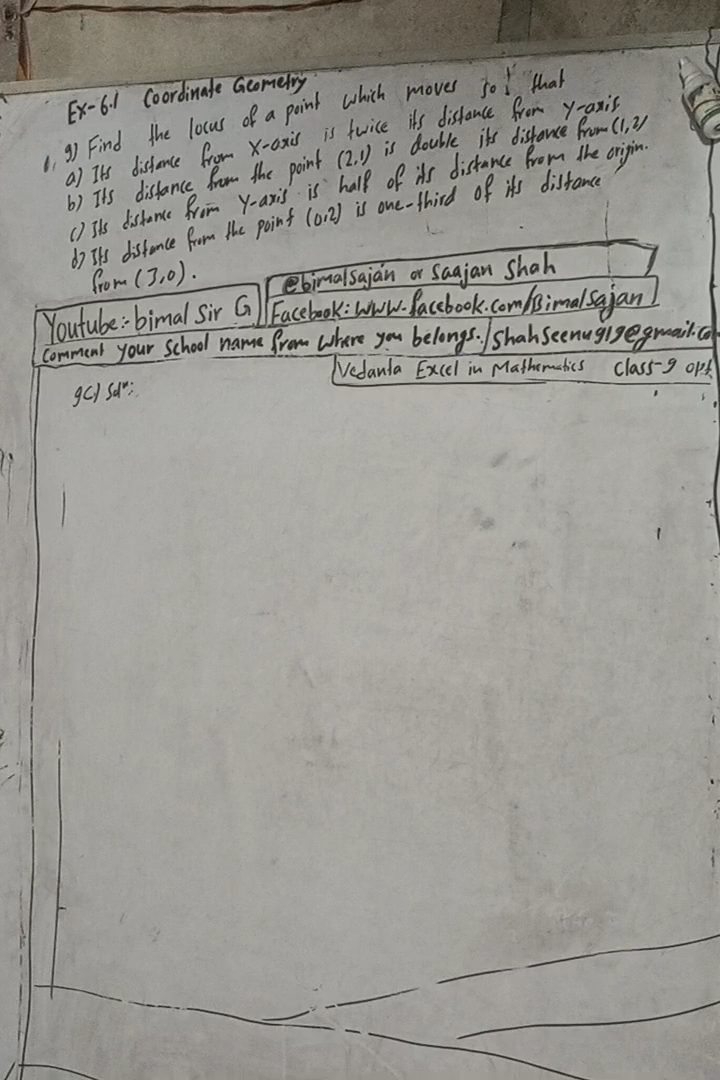 Ex-6.1 Coordinate Geometry
1. 9) Find the locus of a point which moves so that
a) Its distance from X-axis is twice its distance from Y-axis
b) Its distance from the point (2,1) is double its distance from (1,2)
c) Its distance from Y-axis is half of its distance from the origin.
d) Its distance from the point (0,2) is one-third of its distance
from (3,0).
@bimalsajan or Saajan Shah
Youtube:- bimal Sir G
Facebook: www.facebook.com/Bimalsajan
Comment your School name from where you belongs./shahseenu919@gmail.co
Vedanta Excel in Mathematics Class-9 opt
9c) Solⁿ: